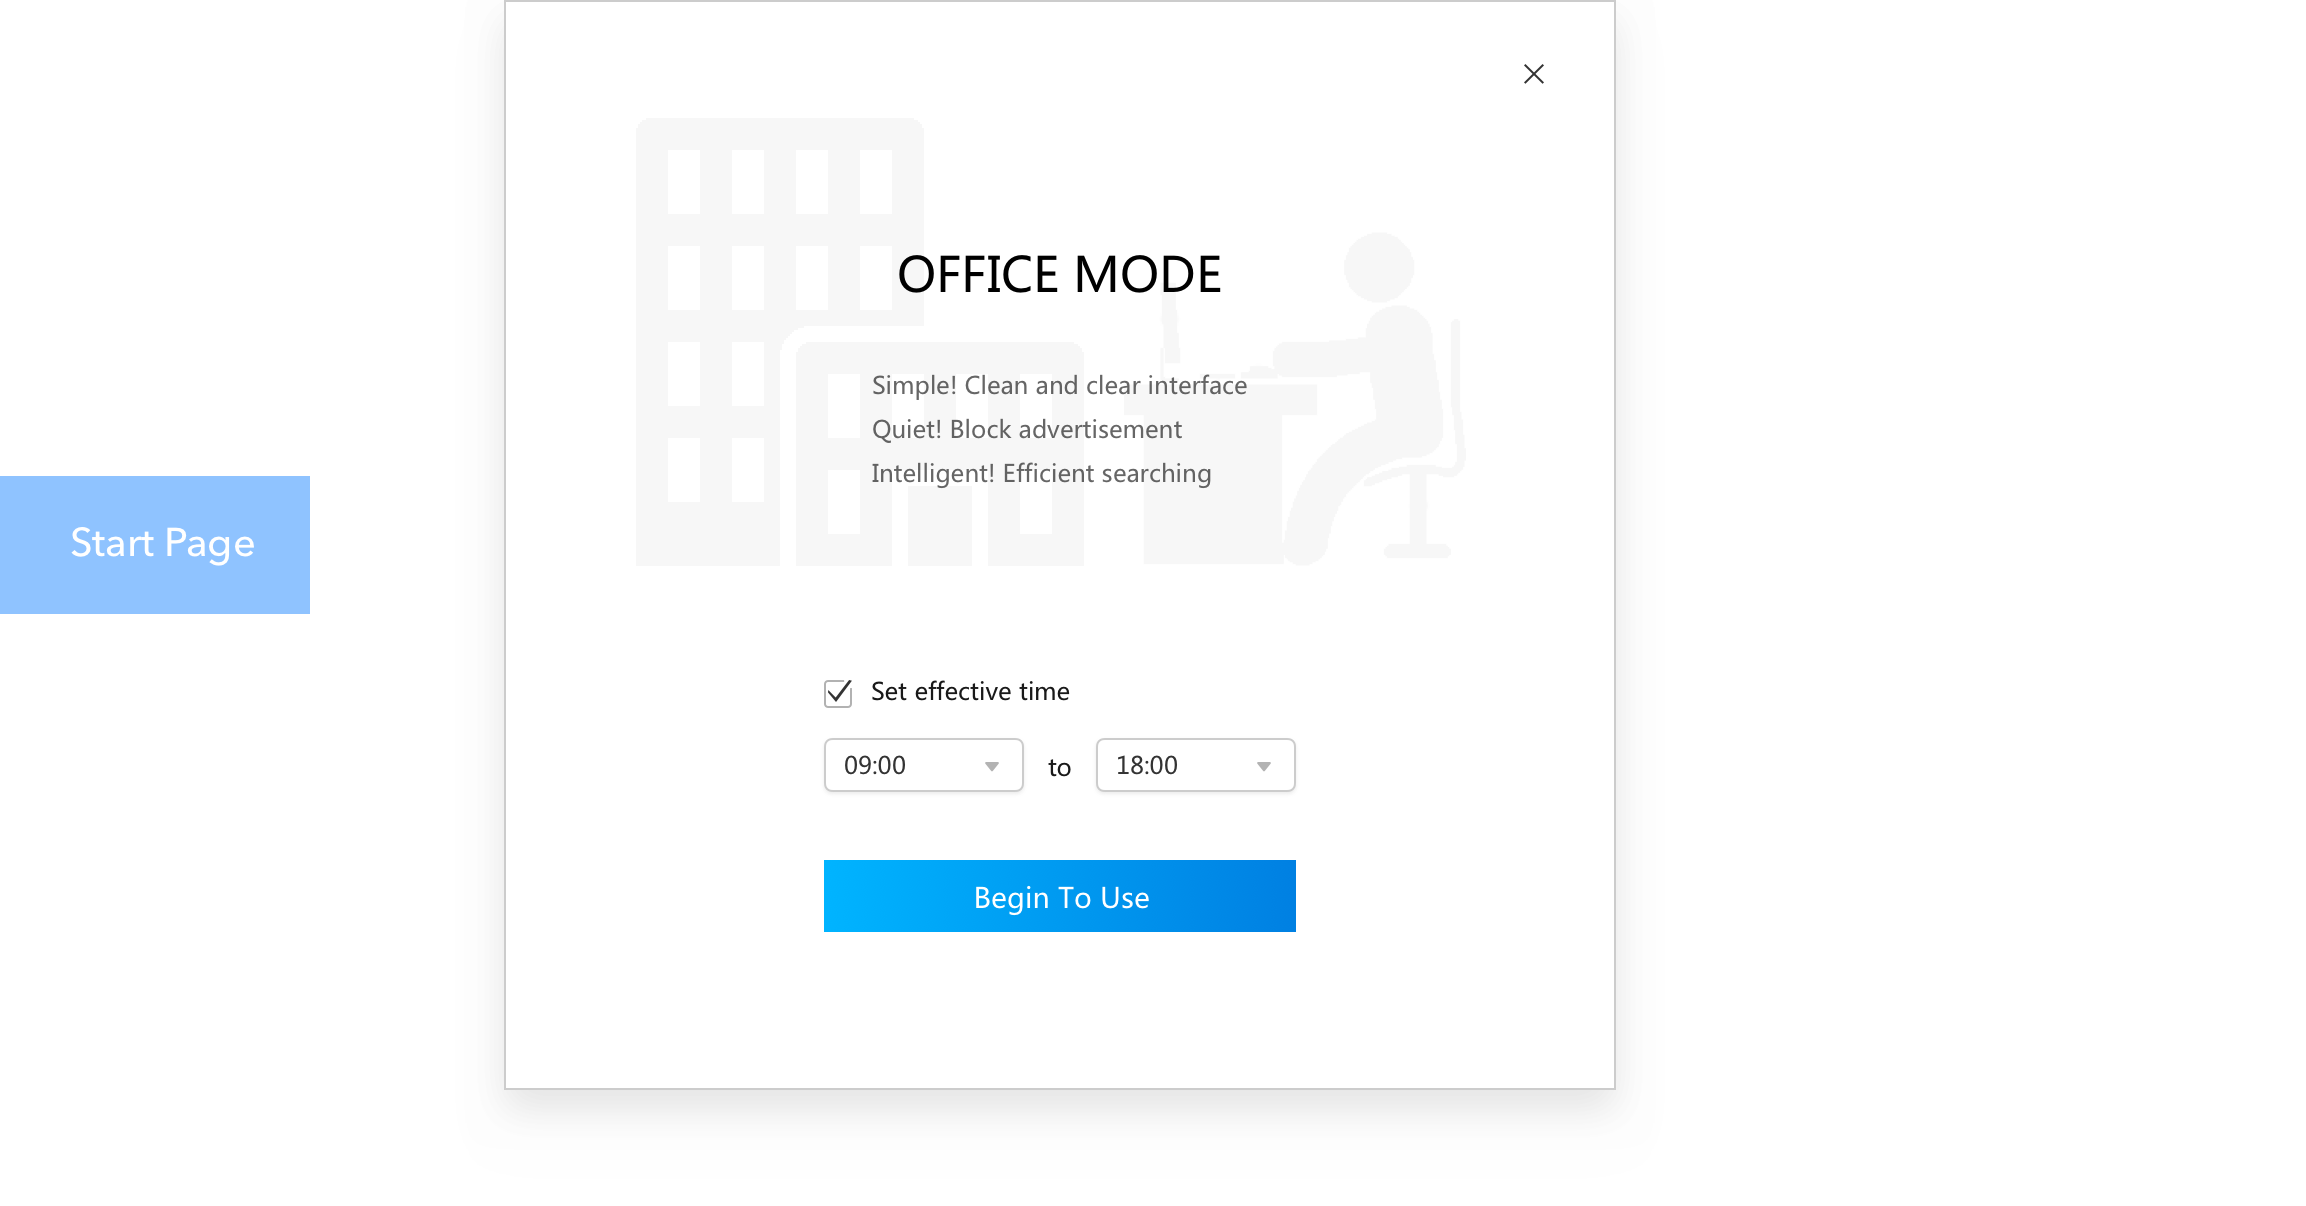 OFFICE MODE
Simple! Clean and clear interface
Quiet! Block advertisement
Intelligent! Efficient searching
Start Page
Set effective time
09:00 to 18:00
Begin To Use